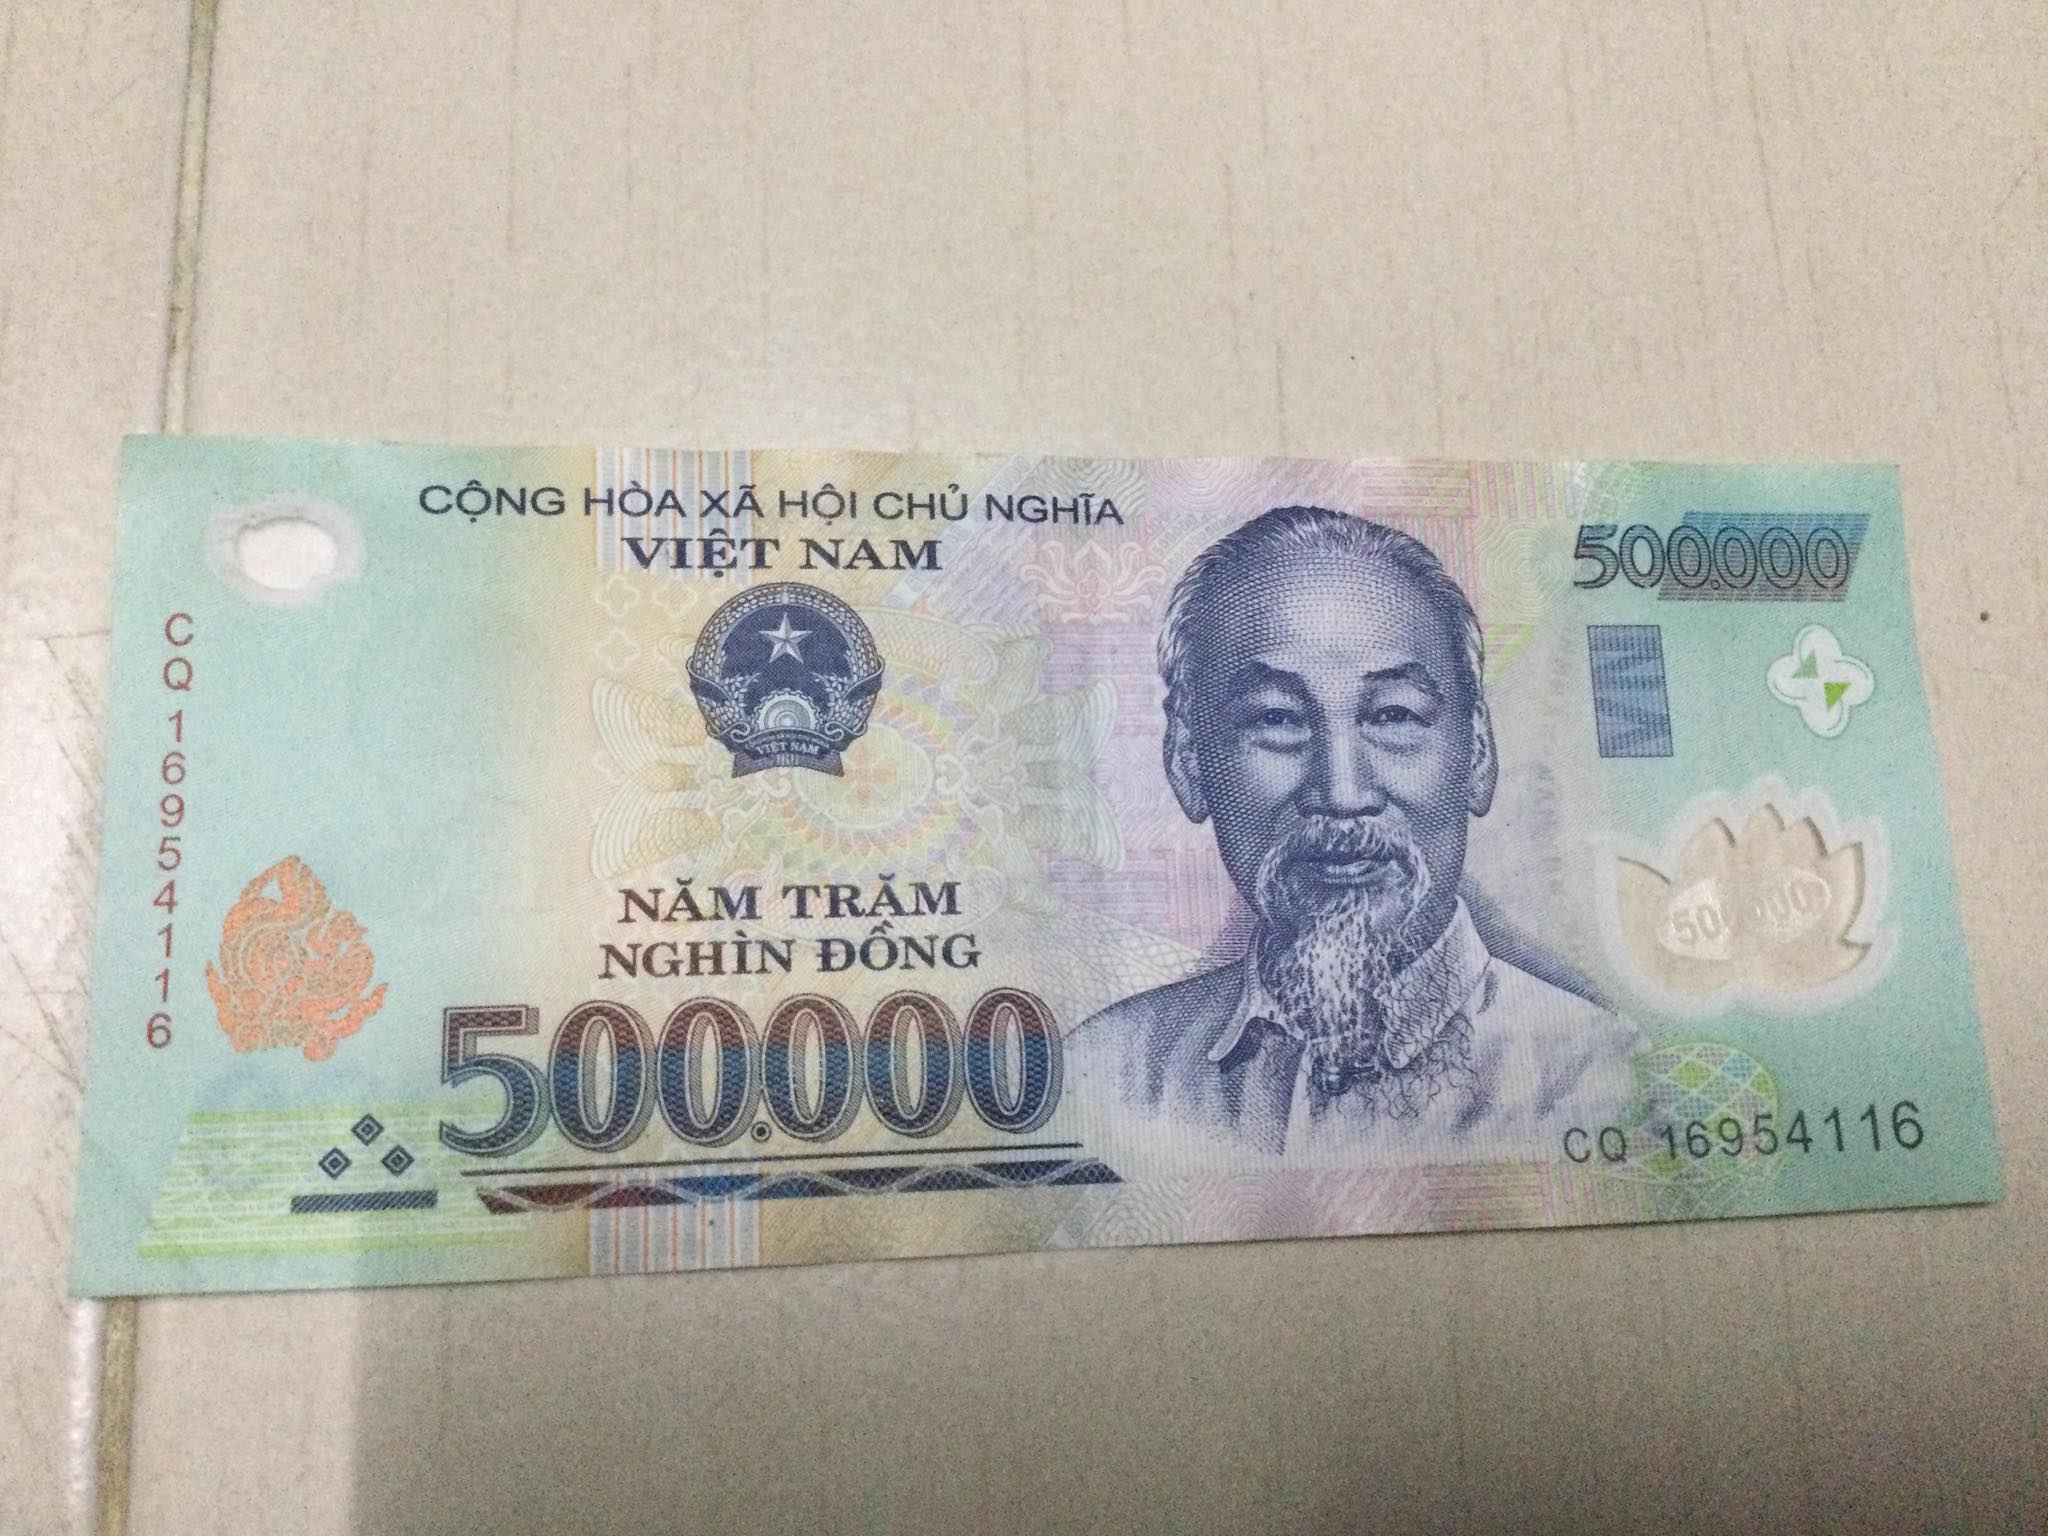 CỘNG HÒA XÃ HỘI CHỦ NGHĨA
VIỆT NAM
500.000
CQ 16954116
VIỆT NAM
NĂM TRĂM
NGHÌN ĐỒNG
500.000
CQ 16954116